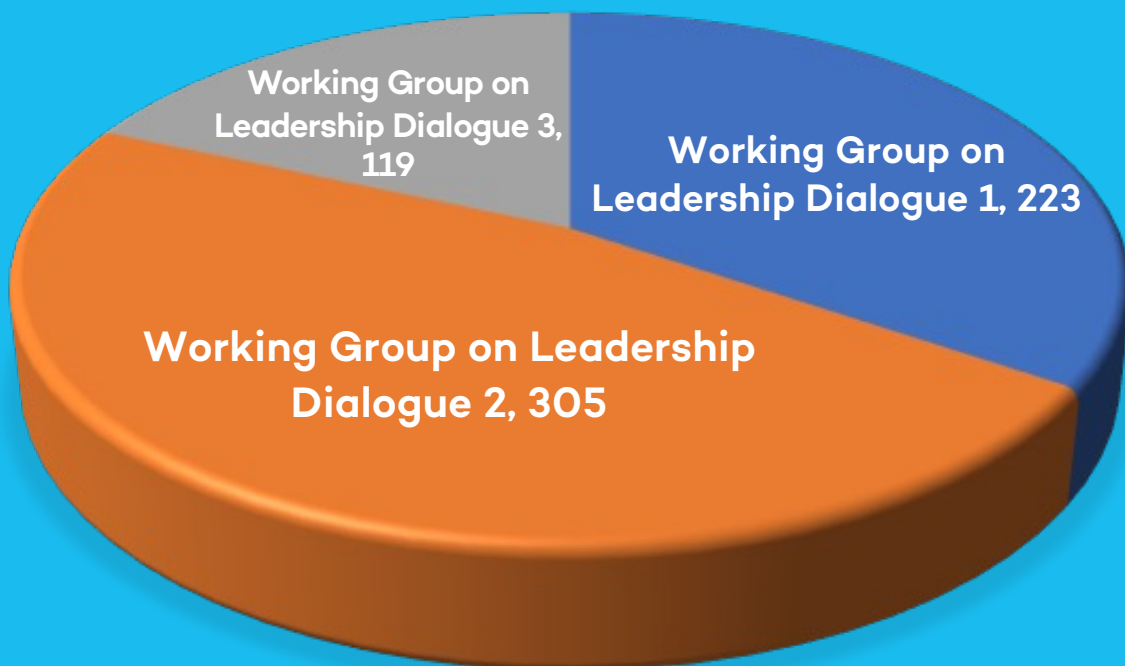 Working Group on
Leadership Dialogue 3,
119
Working Group on
Leadership Dialogue 1, 223
Working Group on Leadership
Dialogue 2, 305